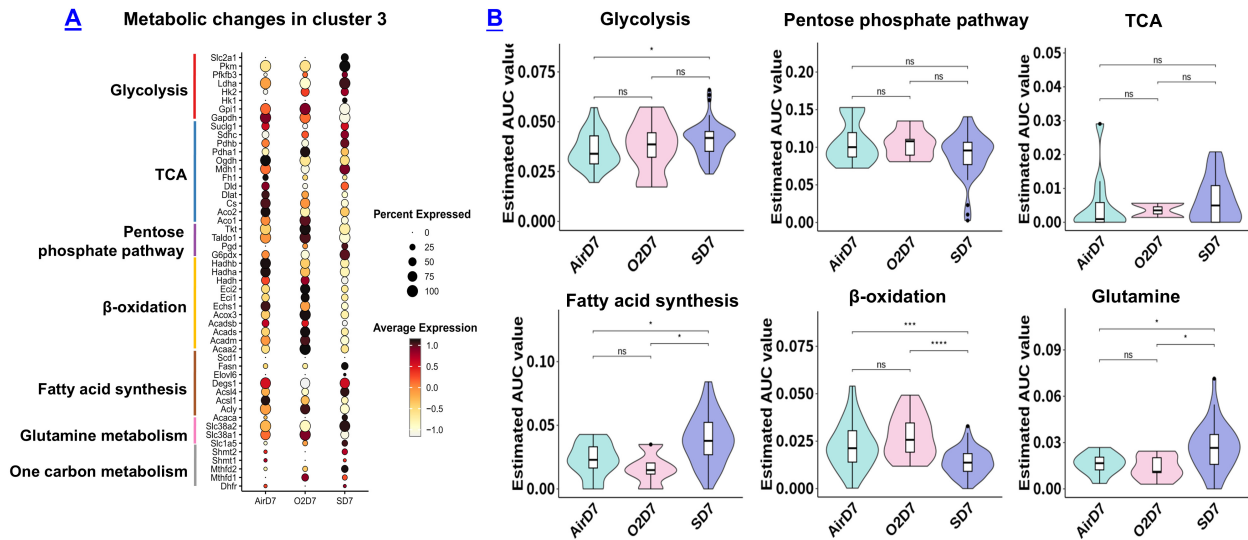 A
Metabolic changes in cluster 3
Glycolysis
TCA
Pentose
phosphate pathway
β-oxidation
Fatty acid synthesis
Glutamine metabolism
One carbon metabolism
Slc2a1
Pkm
Pfkfb3
Ldha
Hk2
Hk1
Gpi1
Gapdh
Suclg1
Sdhc
Pdhb
Pdha1
Ogdh
Mdh1
Fh1
Dld
Dlat
Cs
Aco2
Aco1
Tkt
Taldo1
Pgd
G6pdx
Hadhb
Hadha
Hadh
Eci2
Eci1
Echs1
Acox3
Acadsb
Acads
Acadm
Acaa2
Scd1
Fasn
Elovl6
Degs1
Acsl4
Acsl1
Acly
Acaca
Slc38a2
Slc38a1
Slc1a5
Shmt2
Shmt1
Mthfd2
Mthfd1
Dhfr
AirD7 O2D7 SD7
Percent Expressed
0
25
50
75
100
Average Expression
1.0
0.5
0.0
−0.5
−1.0
B
Glycolysis
Estimated AUC value
0.075
0.050
0.025
0.000
*
ns
ns
AirD7 O2D7 SD7
Pentose phosphate pathway
Estimated AUC value
0.20
0.15
0.10
0.05
0.00
ns
ns
ns
AirD7 O2D7 SD7
TCA
Estimated AUC value
0.05
0.04
0.03
0.02
0.01
0.00
ns
ns
ns
AirD7 O2D7 SD7
Fatty acid synthesis
Estimated AUC value
0.10
0.05
0.00
*
*
ns
AirD7 O2D7 SD7
β-oxidation
Estimated AUC value
0.075
0.050
0.025
0.000
***
****
ns
AirD7 O2D7 SD7
Glutamine
Estimated AUC value
0.09
0.06
0.03
0.00
*
*
ns
AirD7 O2D7 SD7